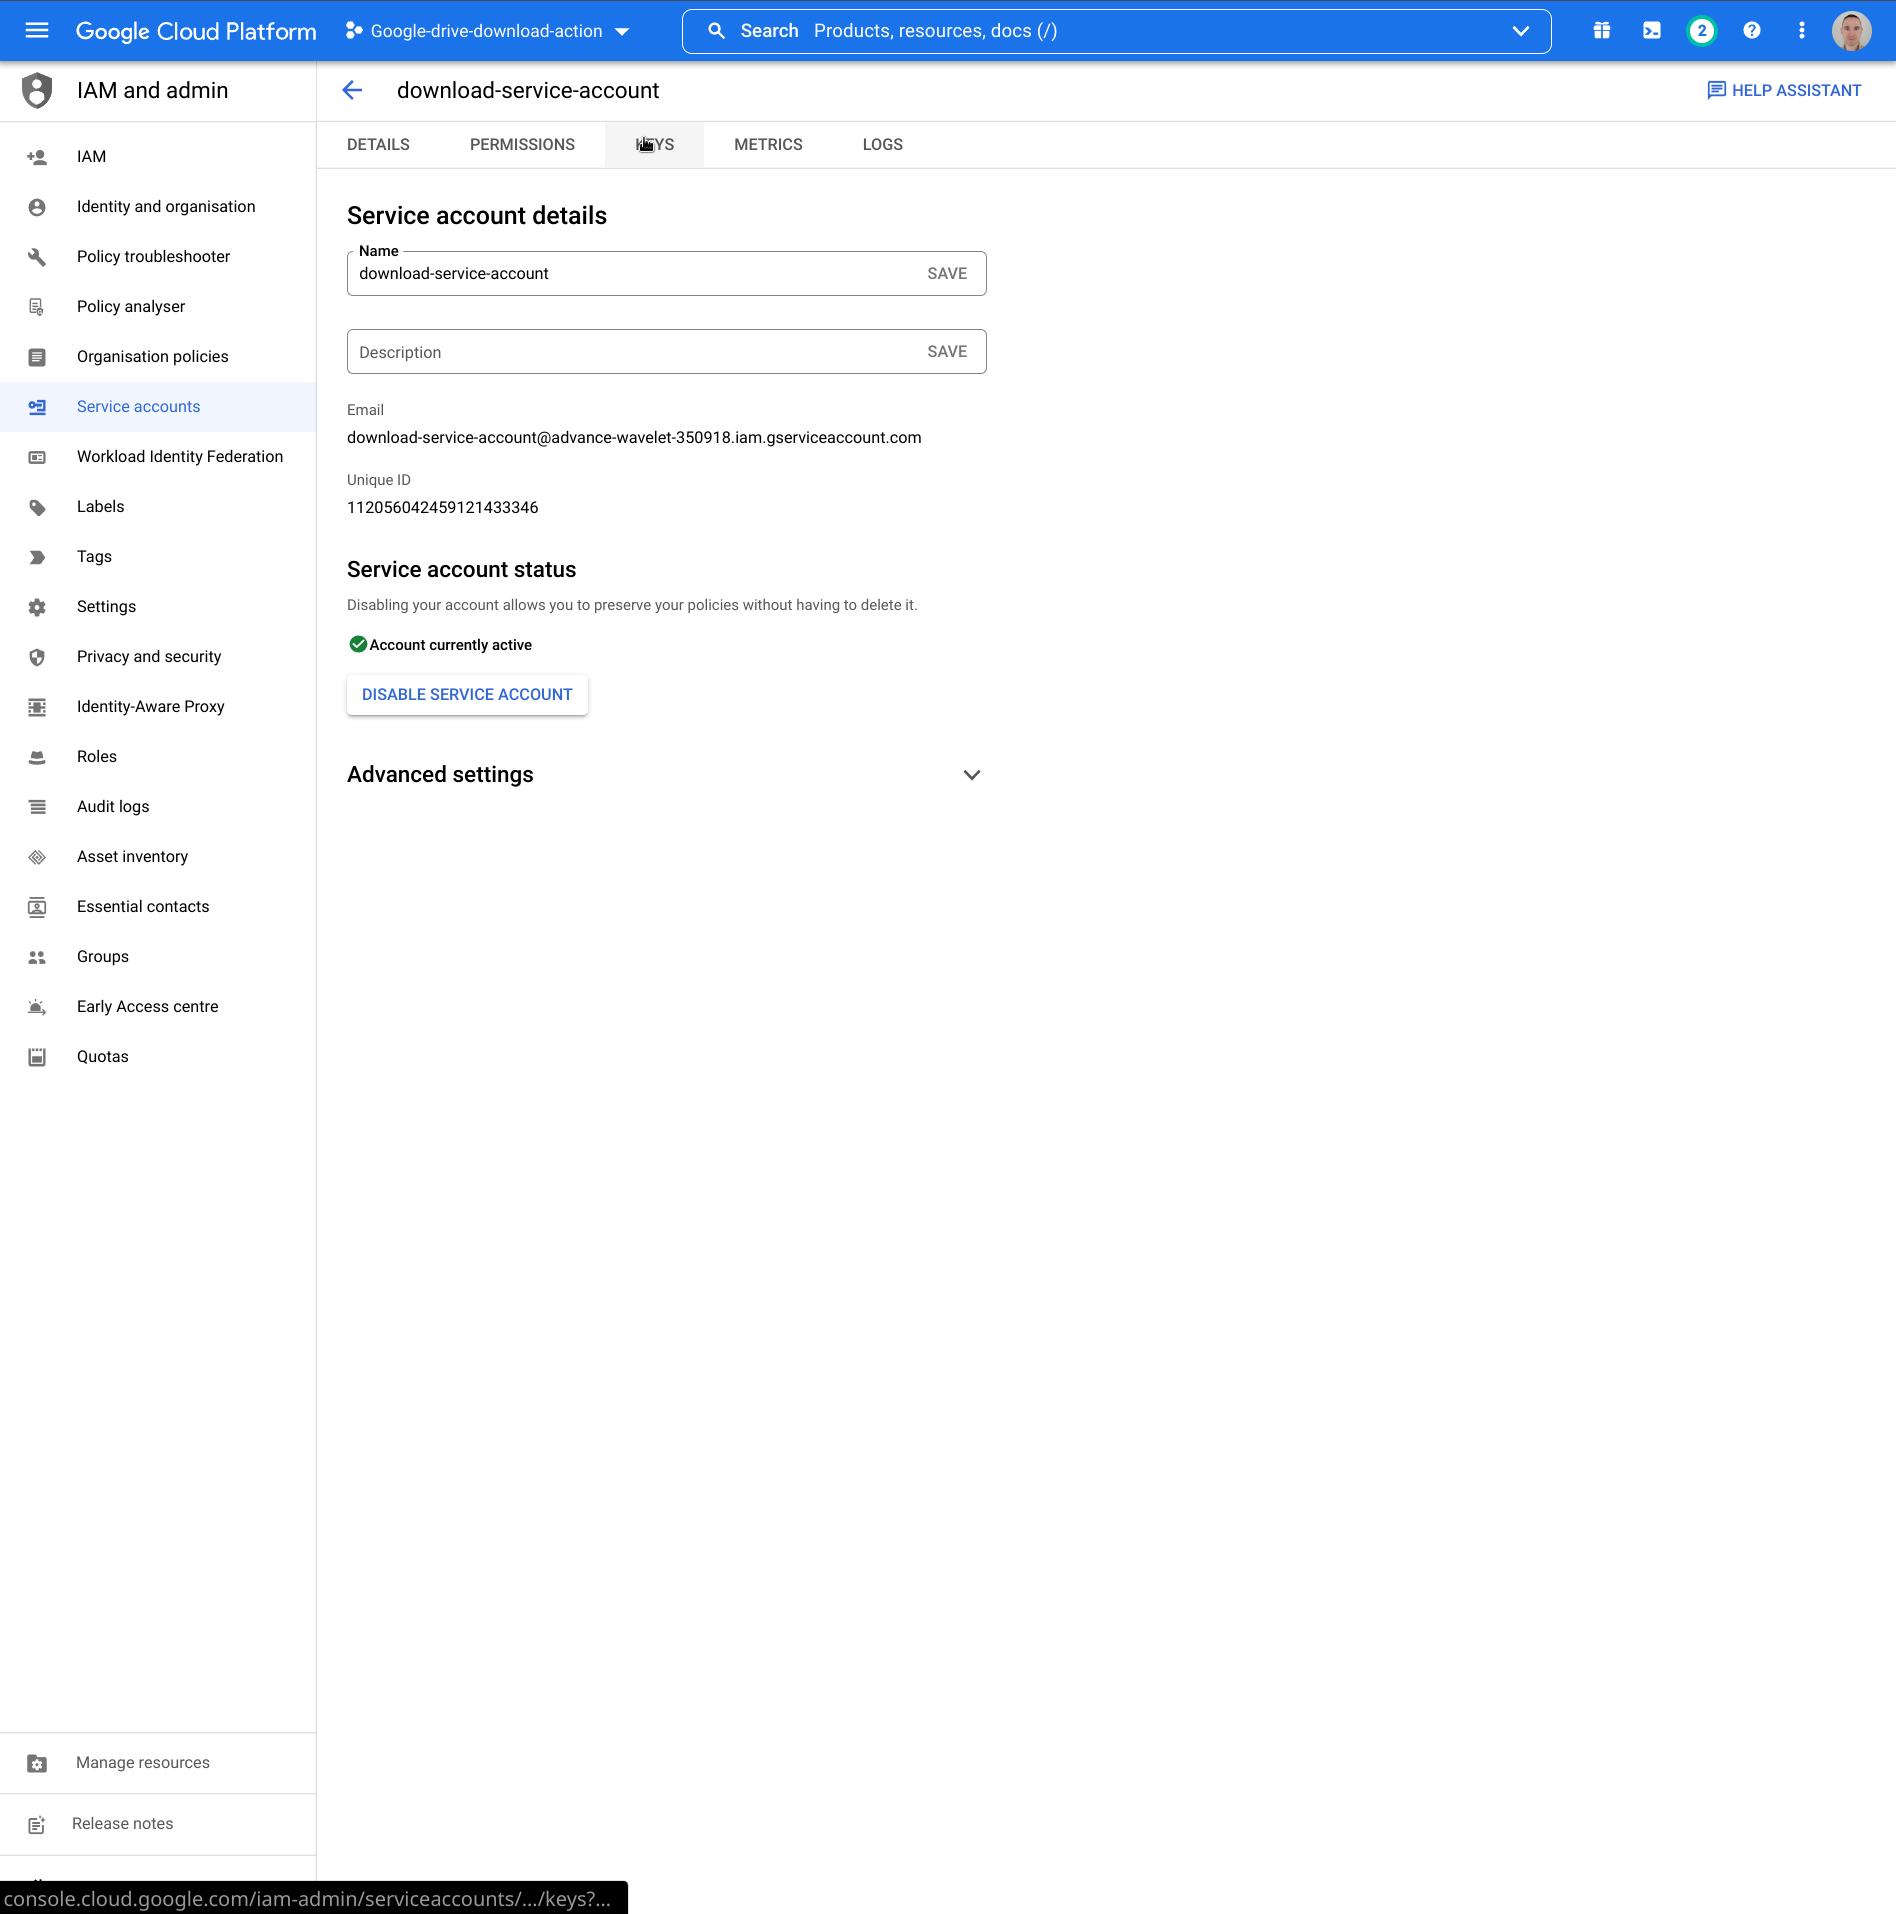 Google Cloud Platform
Google-drive-download-action
Search Products, resources, docs (/)
2
IAM and admin
download-service-account
HELP ASSISTANT
DETAILS
PERMISSIONS
METRICS
LOGS
IAM
Identity and organisation
Policy troubleshooter
Policy analyser
Organisation policies
Service accounts
Workload Identity Federation
Labels
Tags
Settings
Privacy and security
Identity-Aware Proxy
Roles
Audit logs
Asset inventory
Essential contacts
Groups
Early Access centre
Quotas
Manage resources
Release notes
Service account details
Name
download-service-account SAVE
Description SAVE
Email
download-service-account@advance-wavelet-350918.iam.gserviceaccount.com
Unique ID
112056042459121433346
Service account status
Disabling your account allows you to preserve your policies without having to delete it.
Account currently active
DISABLE SERVICE ACCOUNT
Advanced settings
console.cloud.google.com/iam-admin/serviceaccounts/.../keys?...